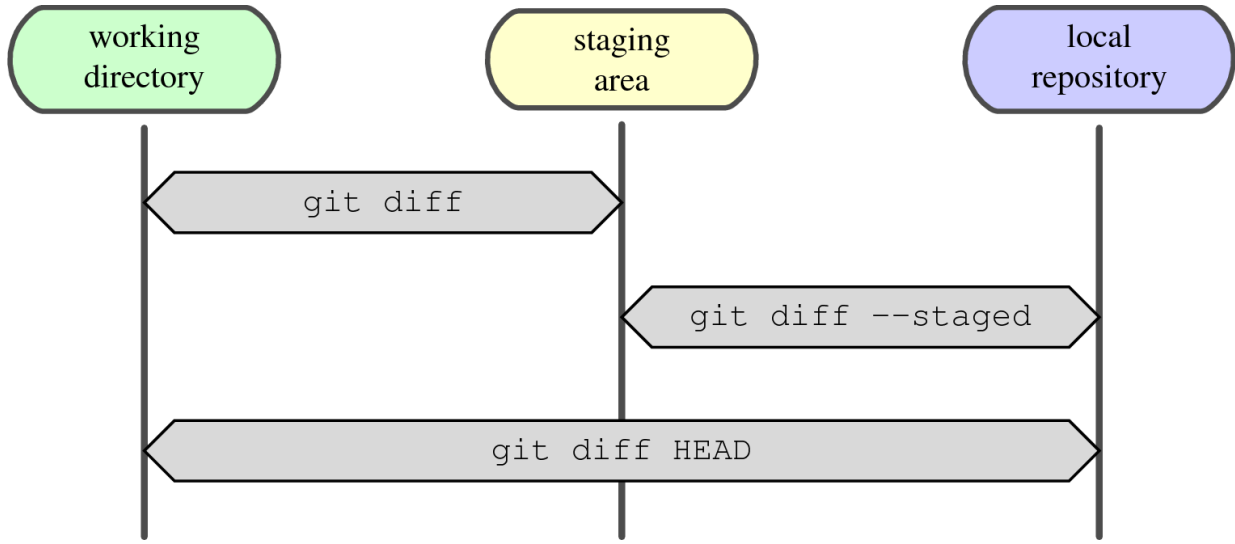 working
directory
staging
area
local
repository
git diff
git diff --staged
git diff HEAD